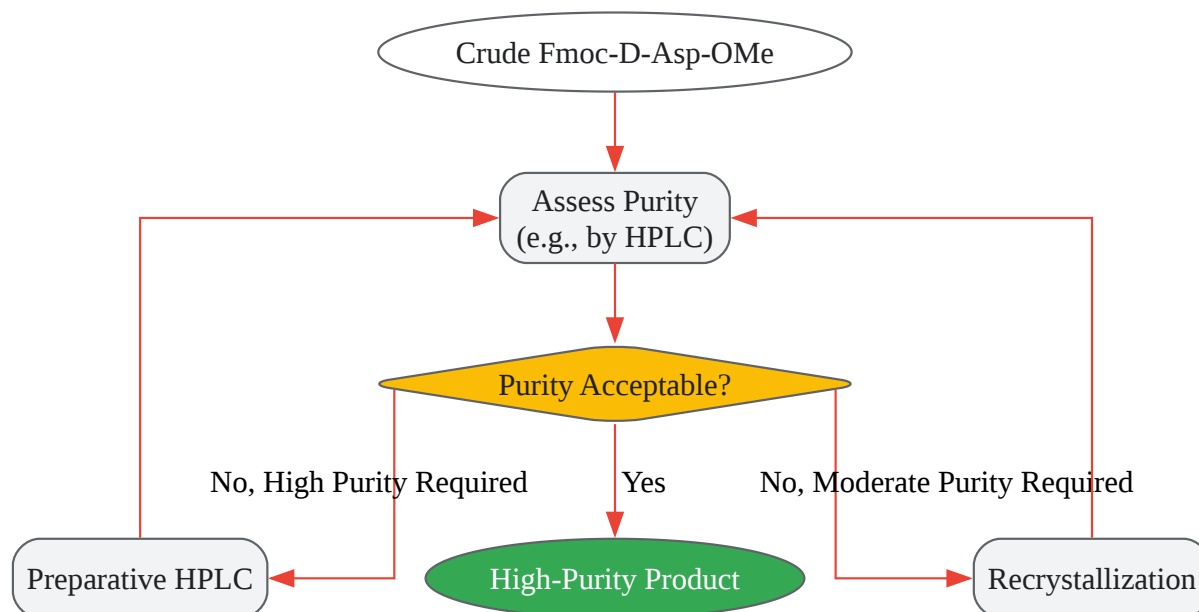 Crude Fmoc-D-Asp-OMe
Assess Purity
(e.g., by HPLC)
Purity Acceptable?
No, High Purity Required
Yes
No, Moderate Purity Required
Preparative HPLC
High-Purity Product
Recrystallization